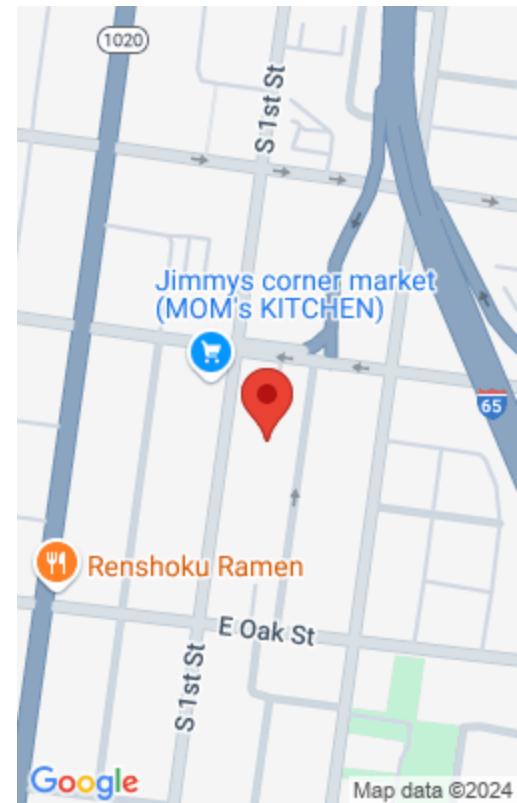 1020
S 1st St
Jimmys corner market
(MOM's KITCHEN)
65
Renshoku Ramen
E Oak St
S 1st St
Google
Map data ©2024